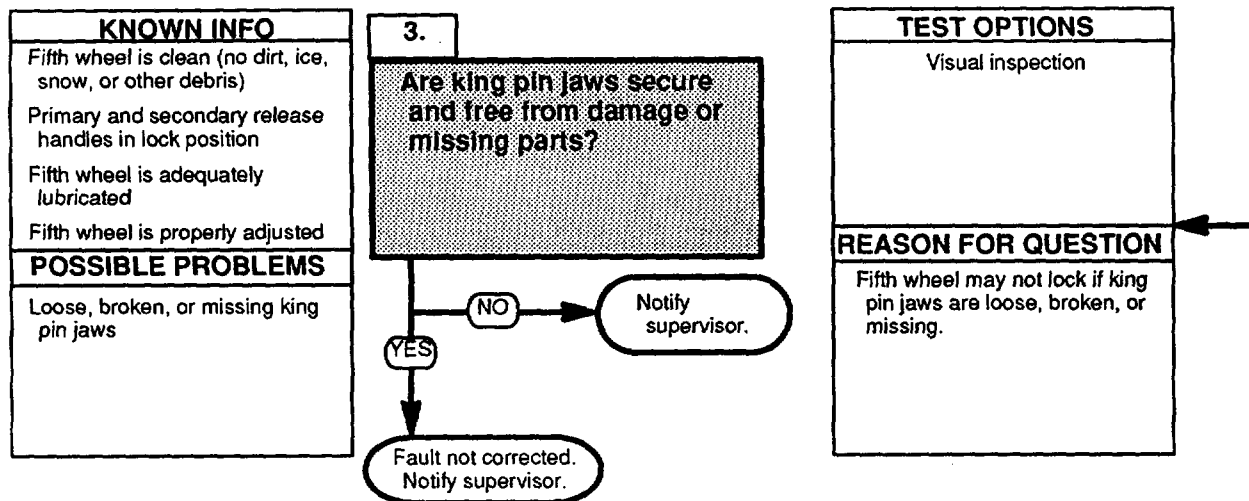 KNOWN INFO
Fifth wheel is clean (no dirt, ice,
snow, or other debris)
Primary and secondary release
handles in lock position
Fifth wheel is adequately
lubricated
Fifth wheel is properly adjusted
POSSIBLE PROBLEMS
Loose, broken, or missing king
pin jaws
3.
Are king pin jaws secure
and free from damage or
missing parts?
NO
Notify
supervisor.
YES
Fault not corrected.
Notify supervisor.
TEST OPTIONS
Visual inspection
REASON FOR QUESTION
Fifth wheel may not lock if king
pin jaws are loose, broken, or
missing.